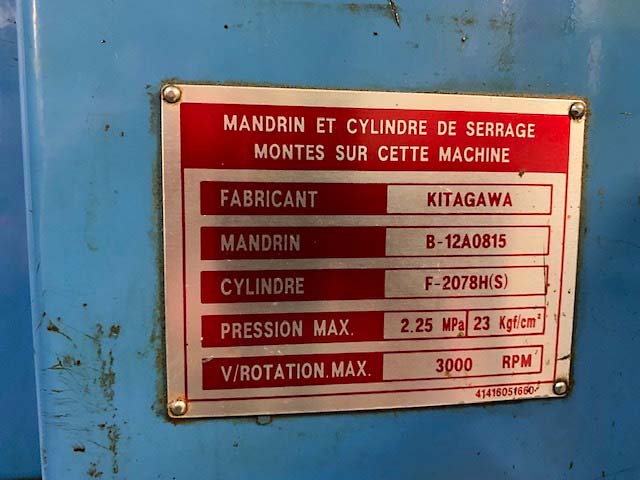 MANDRIN ET CYLINDRE DE SERRAGE
MONTES SUR CETTE MACHINE
FABRICANT KITAGAWA
MANDRIN B-12A0815
CYLINDRE F-2078H(S)
PRESSION MAX. 2.25 MPa 23 Kgf/cm²
V/ROTATION.MAX. 3000 RPM
41416051660